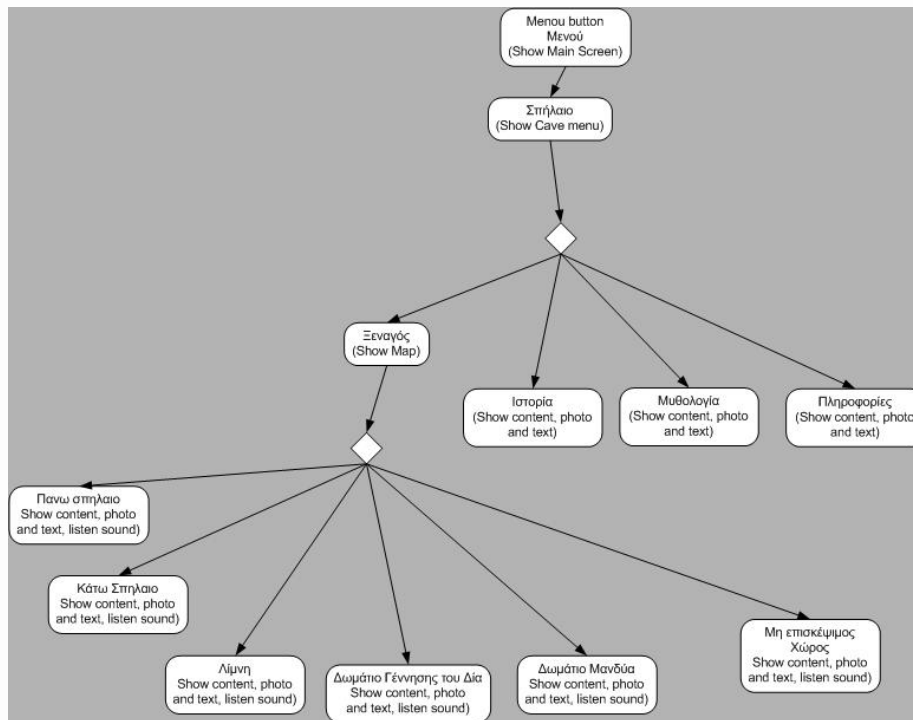 Menou button
Μενού
(Show Main Screen)
Σπήλαιο
(Show Cave menu)
Ξεναγός
(Show Map)
Ιστορία
(Show content, photo
and text)
Μυθολογία
(Show content, photo
and text)
Πληροφορίες
(Show content, photo
and text)
Πανω σπηλαιο
Show content, photo
and text, listen sound)
Κάτω Σπηλαιο
Show content, photo
and text, listen sound)
Λίμνη
Show content, photo
and text, listen sound)
Δωμάτιο Γέννησης του Δία
Show content, photo
and text, listen sound)
Δωμάτιο Μανδύα
Show content, photo
and text, listen sound)
Μη επισκέψιμος
Χώρος
Show content, photo
and text, listen sound)